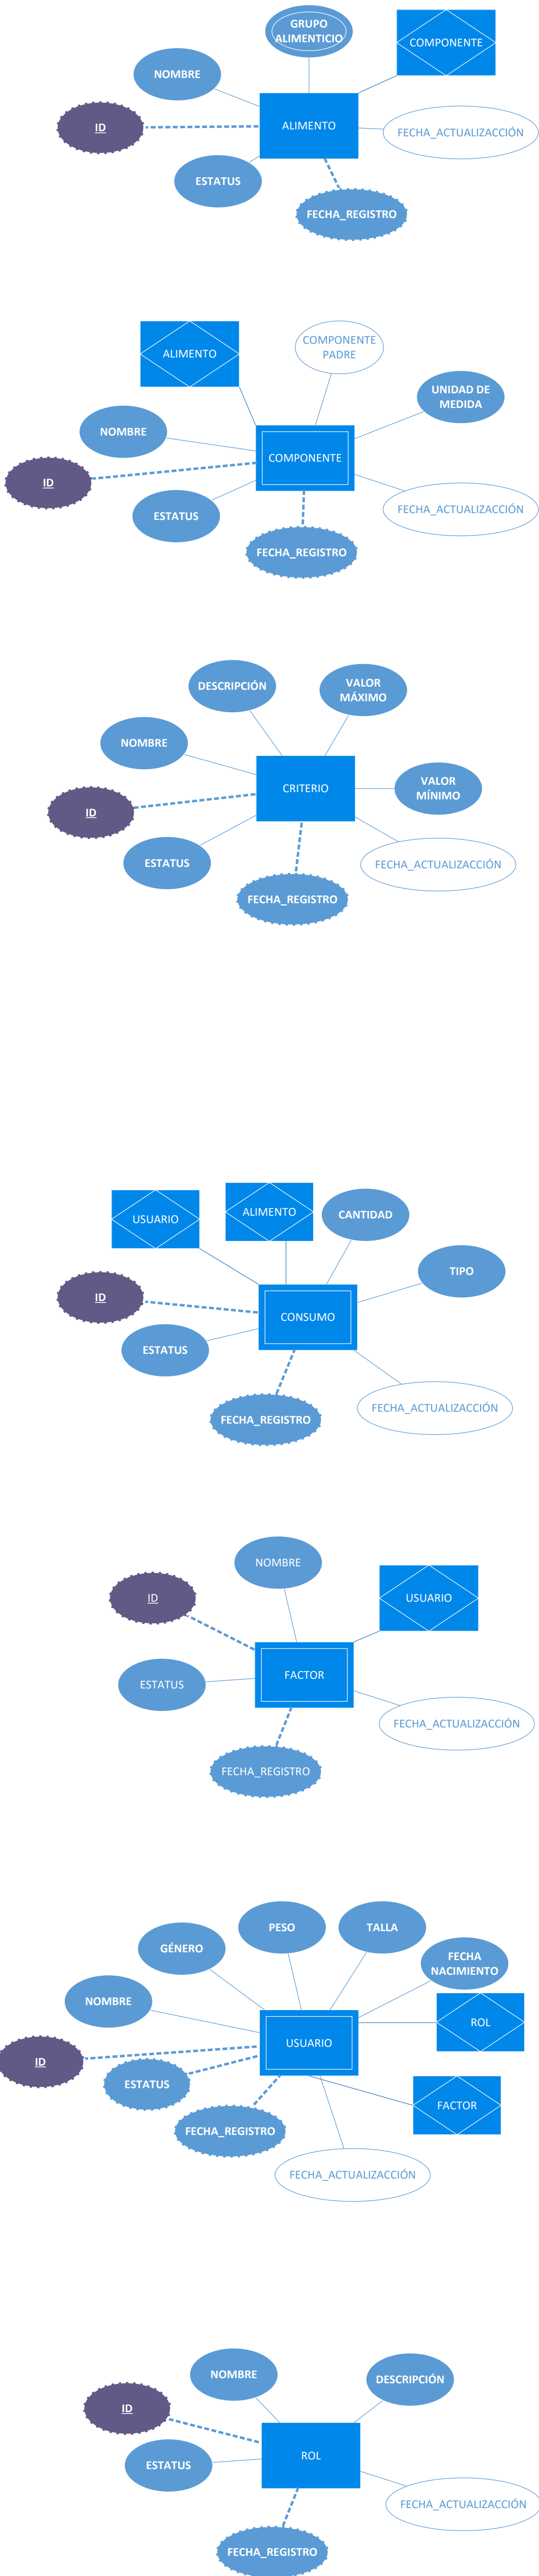 GRUPO
ALIMENTICIO
COMPONENTE
NOMBRE
ID
ALIMENTO
FECHA_ACTUALIZACCIÓN
ESTATUS
FECHA_REGISTRO
ALIMENTO
COMPONENTE
PADRE
UNIDAD DE
MEDIDA
NOMBRE
COMPONENTE
ID
ESTATUS
FECHA_ACTUALIZACCIÓN
FECHA_REGISTRO
DESCRIPCIÓN
VALOR
MÁXIMO
NOMBRE
CRITERIO
VALOR
MÍNIMO
ID
ESTATUS
FECHA_ACTUALIZACCIÓN
FECHA_REGISTRO
USUARIO
ALIMENTO
CANTIDAD
TIPO
ID
CONSUMO
ESTATUS
FECHA_ACTUALIZACCIÓN
FECHA_REGISTRO
NOMBRE
ID
USUARIO
FACTOR
ESTATUS
FECHA_ACTUALIZACCIÓN
FECHA_REGISTRO
PESO
TALLA
GÉNERO
FECHA
NACIMIENTO
NOMBRE
ROL
USUARIO
ID
ESTATUS
FACTOR
FECHA_REGISTRO
FECHA_ACTUALIZACCIÓN
NOMBRE
DESCRIPCIÓN
ID
ROL
ESTATUS
FECHA_ACTUALIZACCIÓN
FECHA_REGISTRO